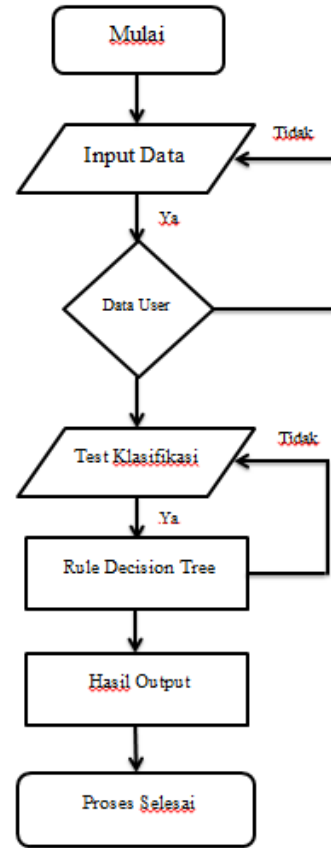 Mulai
Tidak
Input Data
Ya
Data User
Tidak
Test Klasifikasi
Ya
Rule Decision Tree
Hasil Output
Proses Selesai